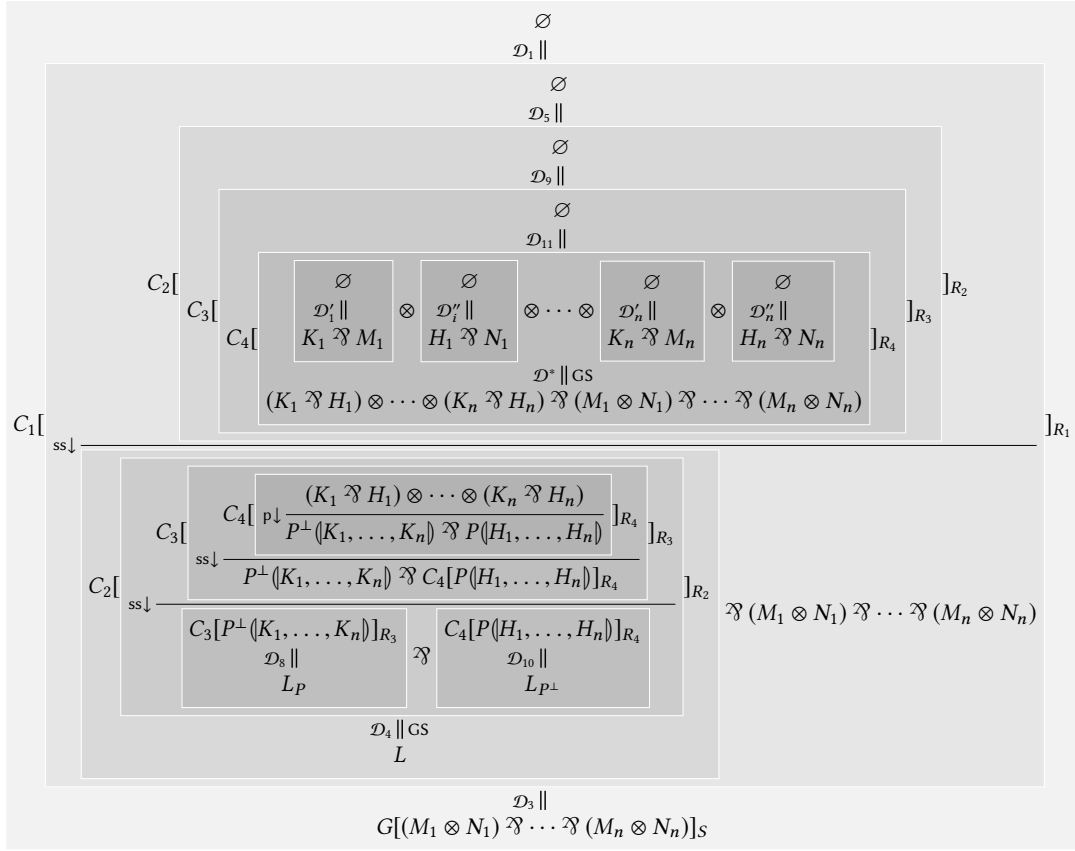 ∅
𝒟₁ ∥
∅
𝒟₅ ∥
∅
𝒟₉ ∥
∅
𝒟₁₁ ∥
∅ ∅ ∅ ∅
C₁[ C₂[ C₃[ C₄[ 𝒟′₁ ∥ ⊗ 𝒟″ᵢ ∥ ⊗ ⋯ ⊗ 𝒟′ₙ ∥ ⊗ 𝒟″ₙ ∥ ]R₄ ]R₃ ]R₂ ]R₁
K₁ ⅋ M₁ H₁ ⅋ N₁ Kₙ ⅋ Mₙ Hₙ ⅋ Nₙ
𝒟* ∥ GS
(K₁ ⅋ H₁) ⊗ ⋯ ⊗ (Kₙ ⅋ Hₙ) ⅋ (M₁ ⊗ N₁) ⅋ ⋯ ⅋ (Mₙ ⊗ Nₙ)
ss↓
(K₁ ⅋ H₁) ⊗ ⋯ ⊗ (Kₙ ⅋ Hₙ)
C₂[ C₃[ C₄[ p↓ ]R₄ ]R₃ ]R₂ ⅋ (M₁ ⊗ N₁) ⅋ ⋯ ⅋ (Mₙ ⊗ Nₙ)
P⊥⦇K₁, . . . , Kₙ⦈ ⅋ P⦇H₁, . . . , Hₙ⦈
ss↓
P⊥⦇K₁, . . . , Kₙ⦈ ⅋ C₄[P⦇H₁, . . . , Hₙ⦈]R₄
ss↓
C₃[P⊥⦇K₁, . . . , Kₙ⦈]R₃ ⅋ C₄[P⦇H₁, . . . , Hₙ⦈]R₄
𝒟₈ ∥ 𝒟₁₀ ∥
L_P L_P⊥
𝒟₄ ∥ GS
L
𝒟₃ ∥
G[(M₁ ⊗ N₁) ⅋ ⋯ ⅋ (Mₙ ⊗ Nₙ)]S